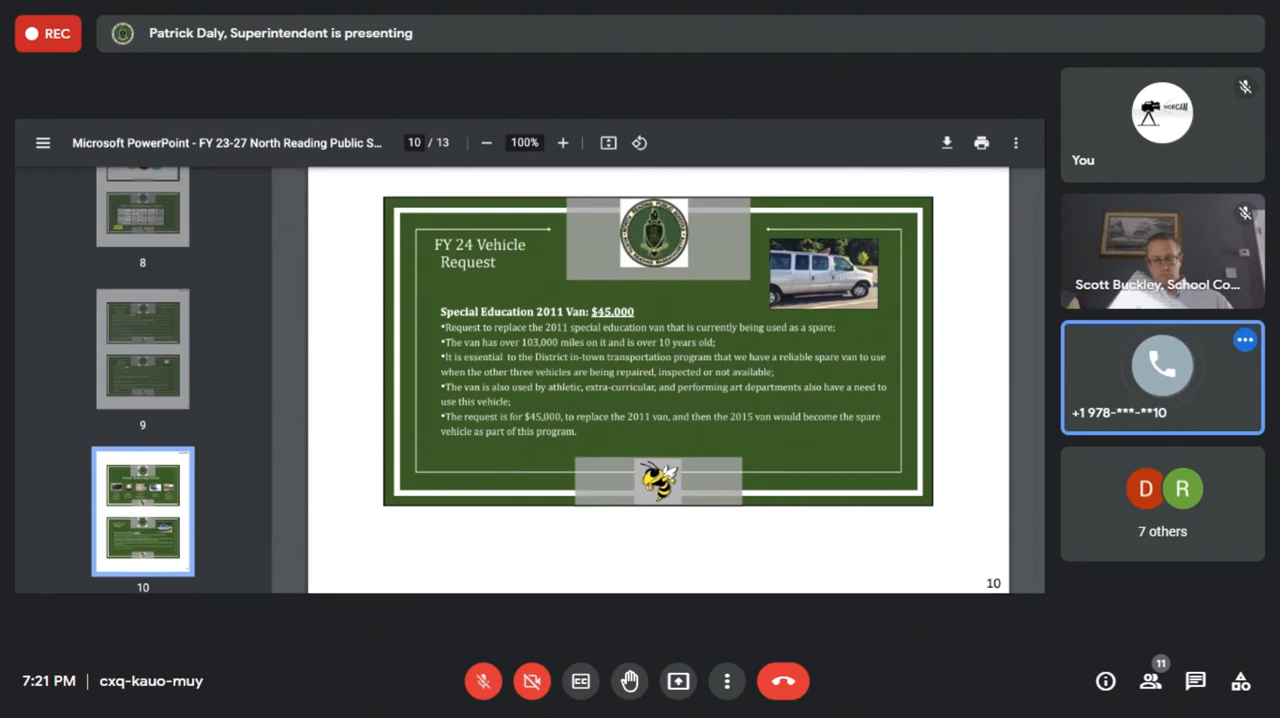 REC
Patrick Daly, Superintendent is presenting
Microsoft PowerPoint - FY 23-27 North Reading Public S...
10 / 13
100%
8
9
10
FY 24 Vehicle
Request
Special Education 2011 Van: $45,000
•Request to replace the 2011 special education van that is currently being used as a spare;
•The van has over 103,000 miles on it and is over 10 years old;
•It is essential to the District in-town transportation program that we have a reliable spare van to use
when the other three vehicles are being repaired, inspected or not available;
•The van is also used by athletic, extra-curricular, and performing art departments also have a need to
use this vehicle;
•The request is for $45,000, to replace the 2011 van, and then the 2015 van would become the spare
vehicle as part of this program.
10
NORCAM
You
Scott Buckley, School Co...
+1 978-***-**10
D R
7 others
7:21 PM | cxq-kauo-muy
CC
11